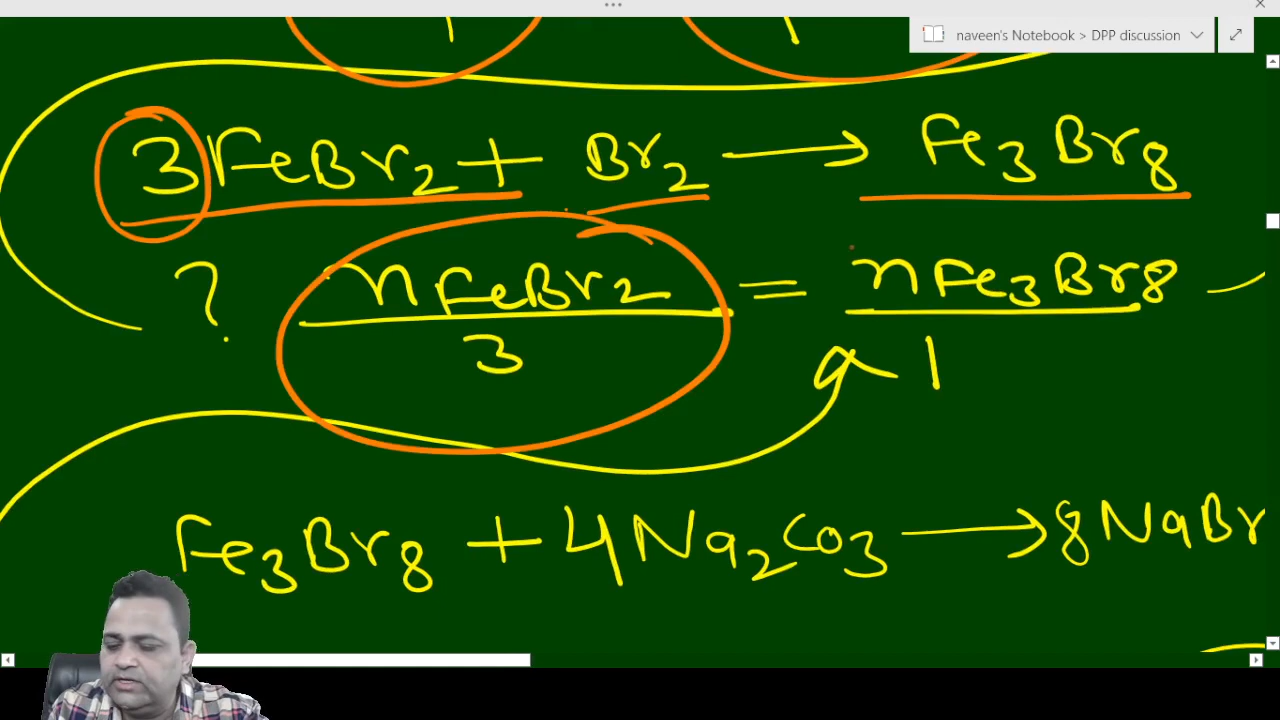 naveen's Notebook > DPP discussion
3FeBr₂ + Br₂ → Fe₃Br₈
? nFeBr₂ = nFe₃Br₈
3 1
Fe₃Br₈ + 4Na₂CO₃ → 8NaBr